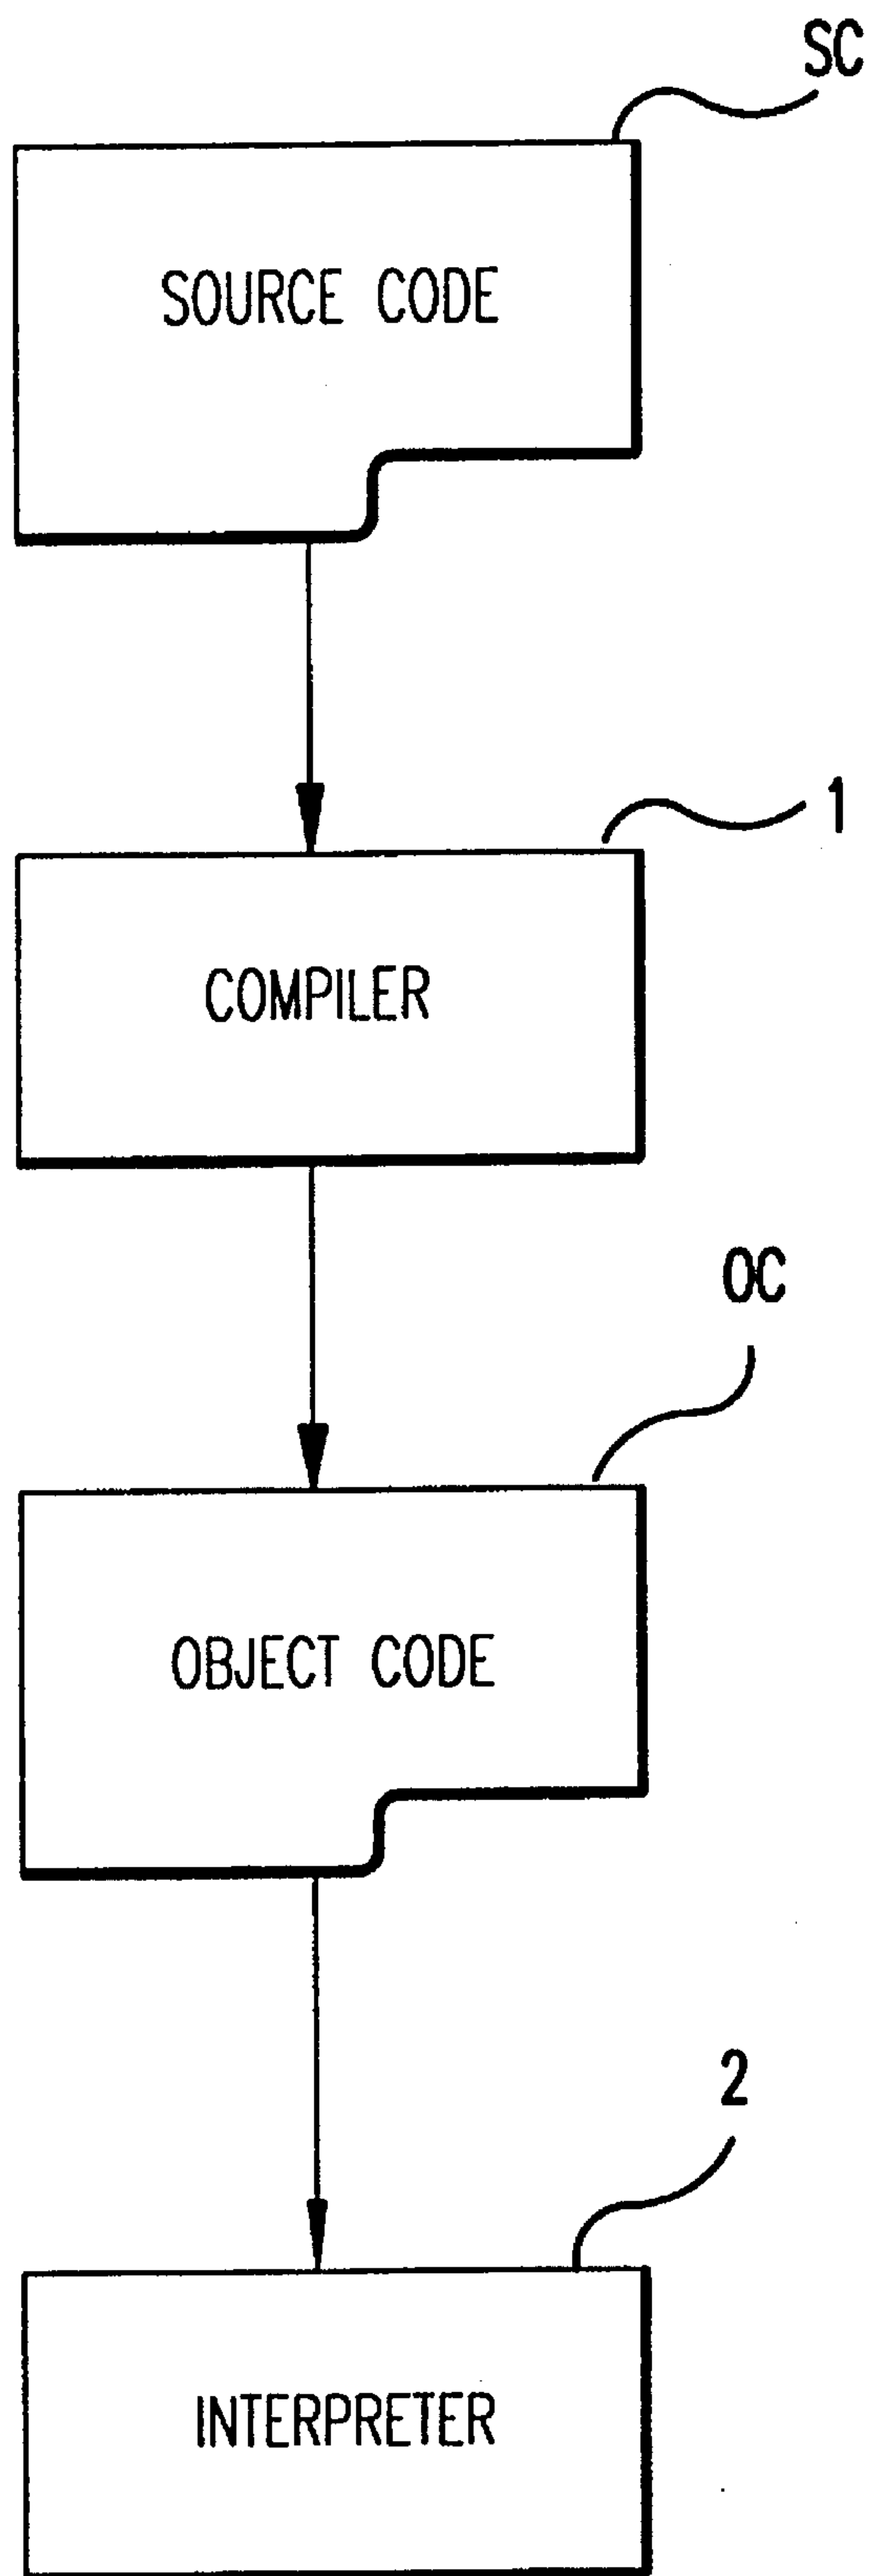 SC
SOURCE CODE
1
COMPILER
OC
OBJECT CODE
2
INTERPRETER